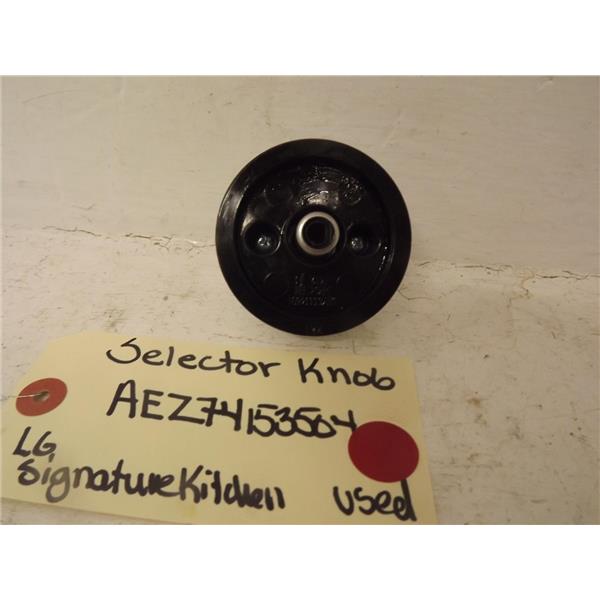 Selector Knob
AEZ74153504
LG
Signature Kitchen
used